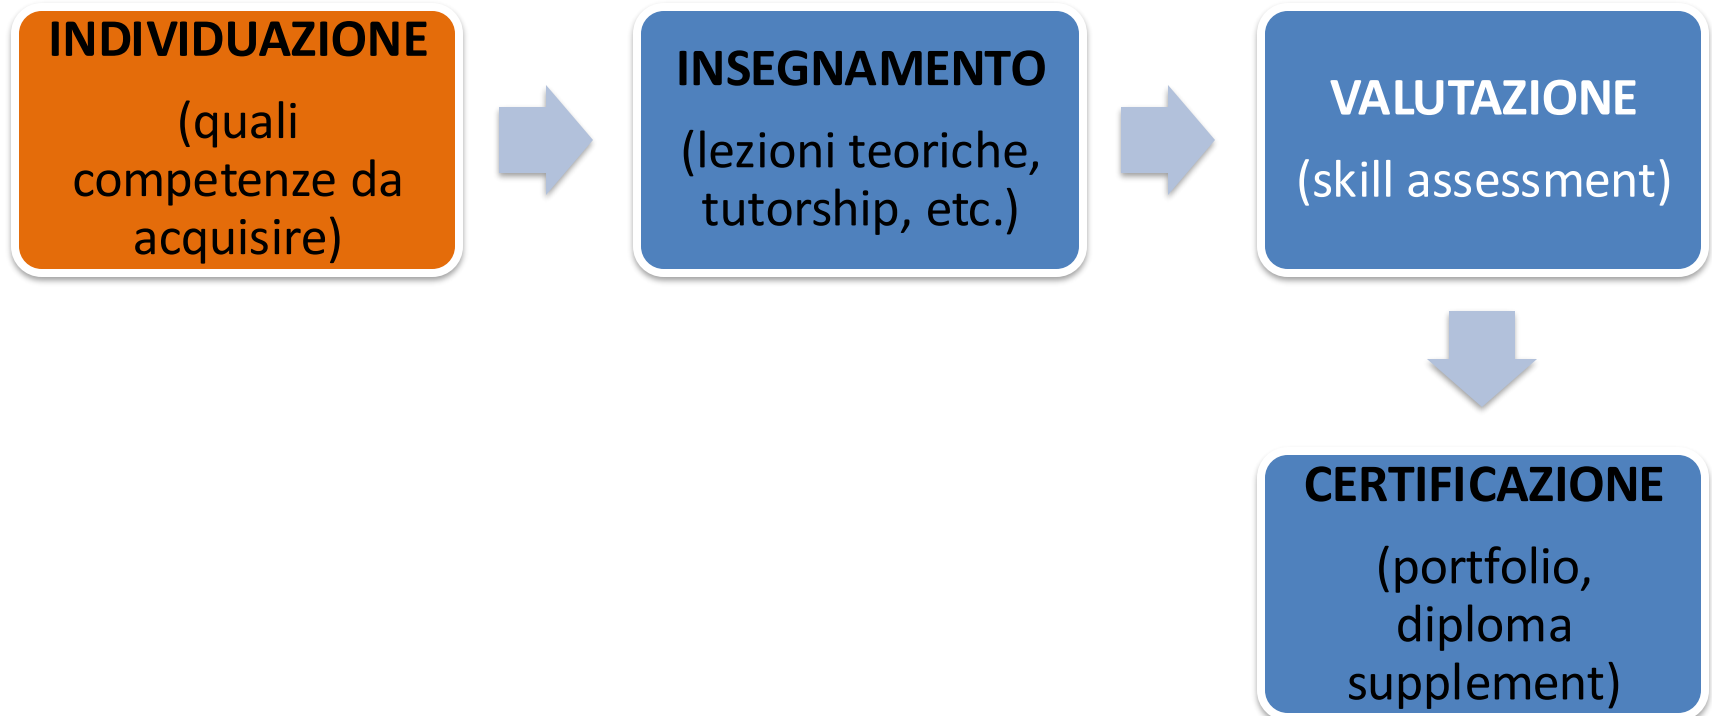 INDIVIDUAZIONE
(quali
competenze da
acquisire)
INSEGNAMENTO
(lezioni teoriche,
tutorship, etc.)
VALUTAZIONE
(skill assessment)
CERTIFICAZIONE
(portfolio,
diploma
supplement)